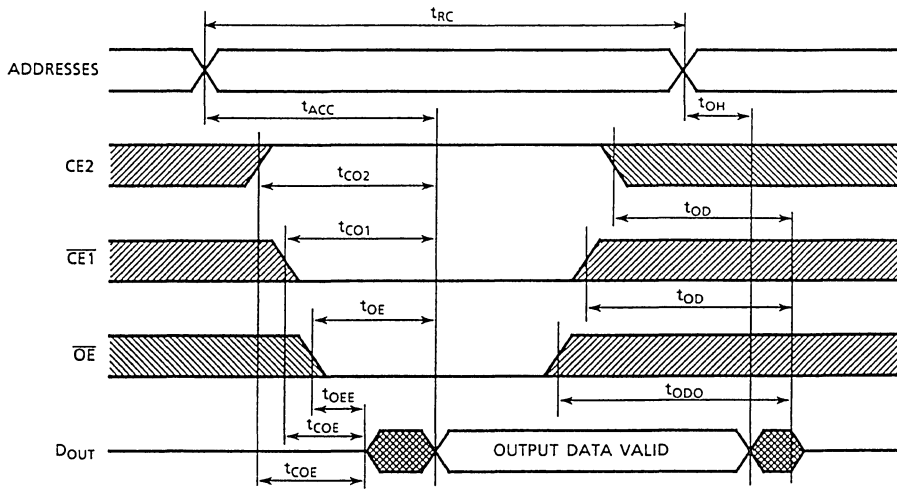 tRC
ADDRESSES
tACC
tOH
CE2
tCO2
tOD
CE1
tCO1
tOD
tOE
OE
tOEE
tODO
tCOE
DOUT
OUTPUT DATA VALID
tCOE